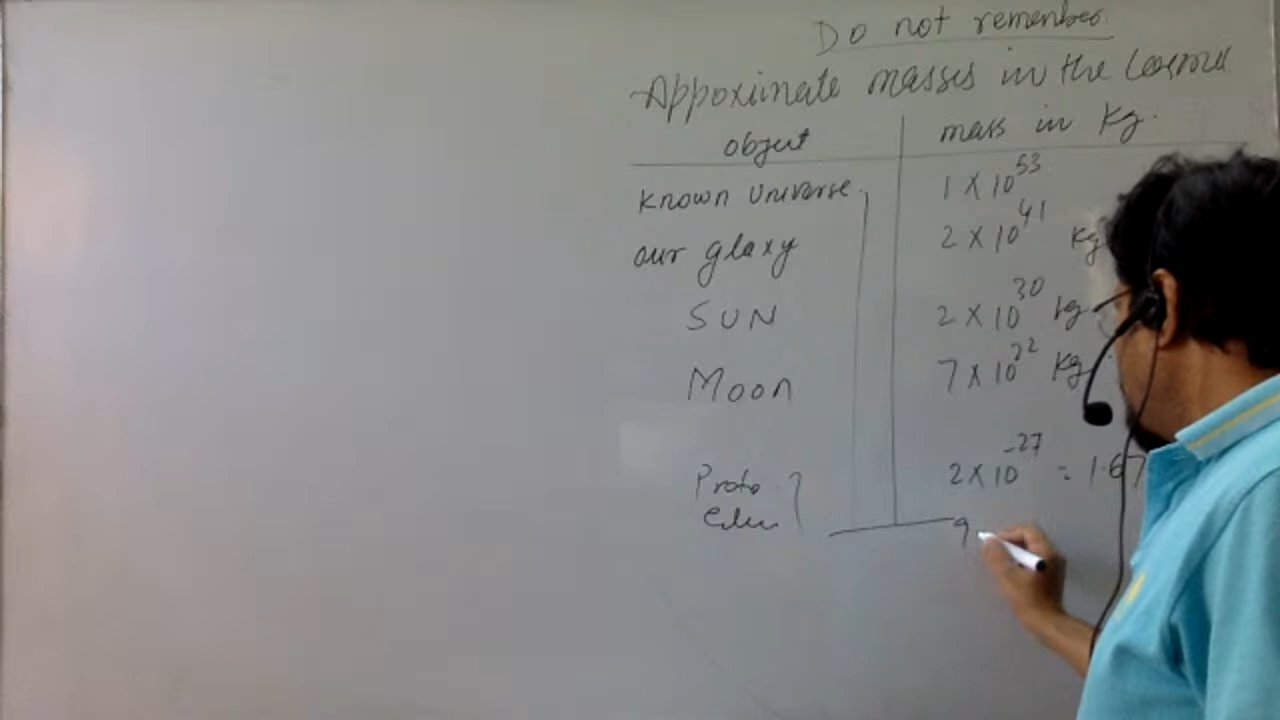 Do not remember
Appoximate masses in the Cosmos
object mass in Kg.
Known Universe. 1 X 10^53
our glaxy 2 X 10^41 kg
SUN 2 X 10^30 kg
Moon 7 X 10^22 Kg
Proto 2 X 10^-27 = 1.67
9